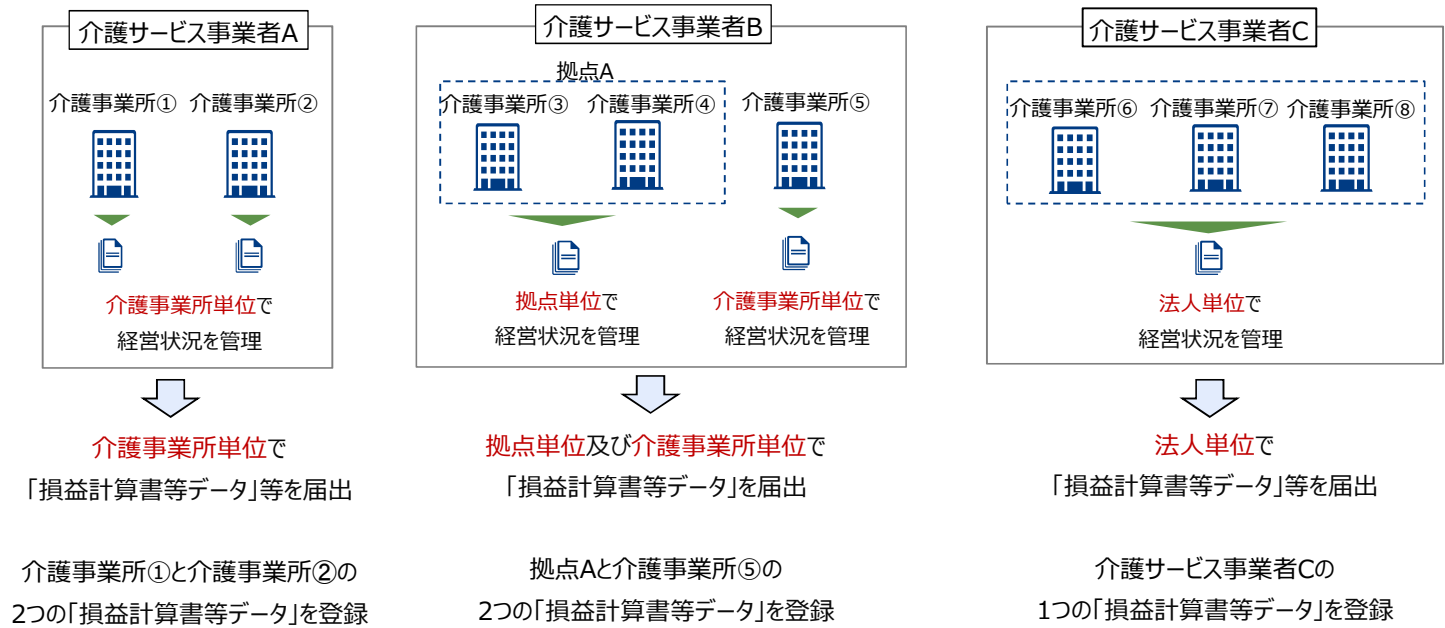 介護サービス事業者A
介護事業所①
介護事業所②
介護事業所単位で
経営状況を管理
介護事業所単位で
「損益計算書等データ」等を届出
介護事業所①と介護事業所②の
2つの「損益計算書等データ」を登録
介護サービス事業者B
拠点A
介護事業所③
介護事業所④
介護事業所⑤
拠点単位で
経営状況を管理
介護事業所単位で
経営状況を管理
拠点単位及び介護事業所単位で
「損益計算書等データ」を届出
拠点Aと介護事業所⑤の
2つの「損益計算書等データ」を登録
介護サービス事業者C
介護事業所⑥
介護事業所⑦
介護事業所⑧
法人単位で
経営状況を管理
法人単位で
「損益計算書等データ」等を届出
介護サービス事業者Cの
1つの「損益計算書等データ」を登録